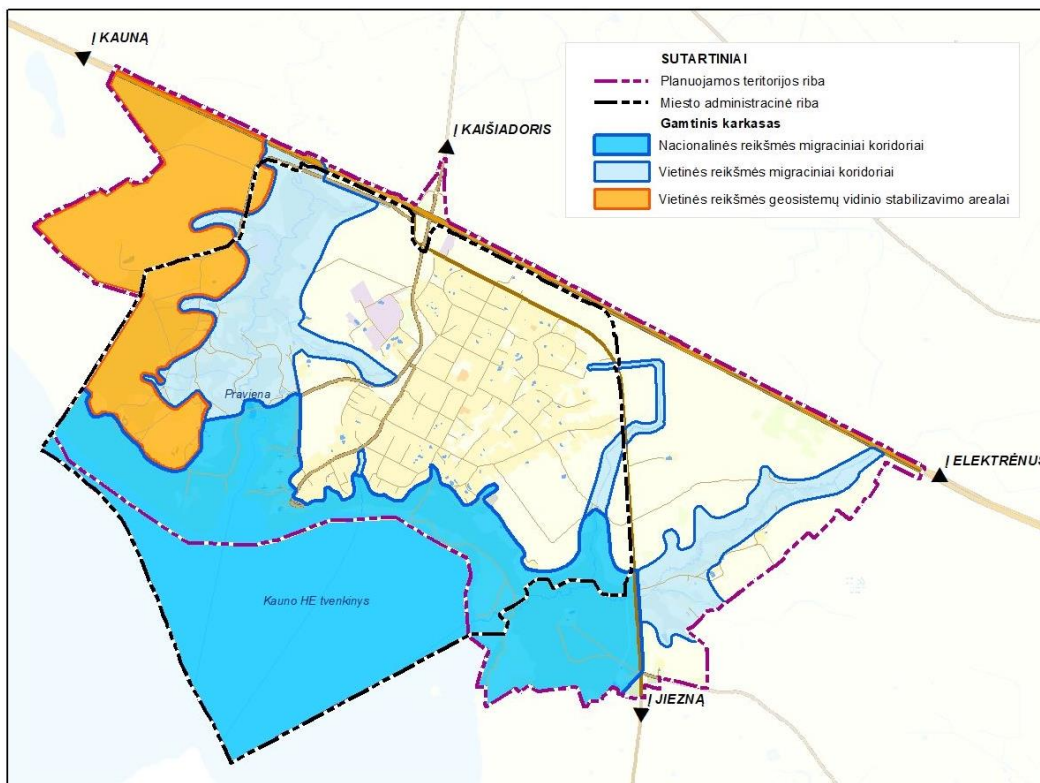 Į KAUNĄ
Į KAIŠIADORIS
SUTARTINIAI
Planuojamos teritorijos riba
Miesto administracinė riba
Gamtinis karkasas
Nacionalinės reikšmės migraciniai koridoriai
Vietinės reikšmės migraciniai koridoriai
Vietinės reikšmės geosistemų vidinio stabilizavimo arealai
Praviena
Į ELEKTRĖNUS
Kauno HE tvenkinys
Į JIEZNĄ